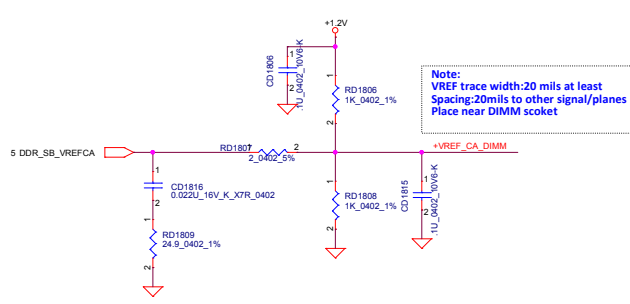 +1.2V
CD1806
.1U_0402_10V6-K
1
2
1
RD1806
1K_0402_1%
2
Note:
VREF trace width:20 mils at least
Spacing:20mils to other signal/planes
Place near DIMM scoket
5 DDR_SB_VREFCA
RD1807
1
2
2_0402_5%
+VREF_CA_DIMM
1
CD1816
0.022U_16V_K_X7R_0402
2
1
RD1809
24.9_0402_1%
2
1
RD1808
1K_0402_1%
2
CD1815
.1U_0402_10V6-K
1
2